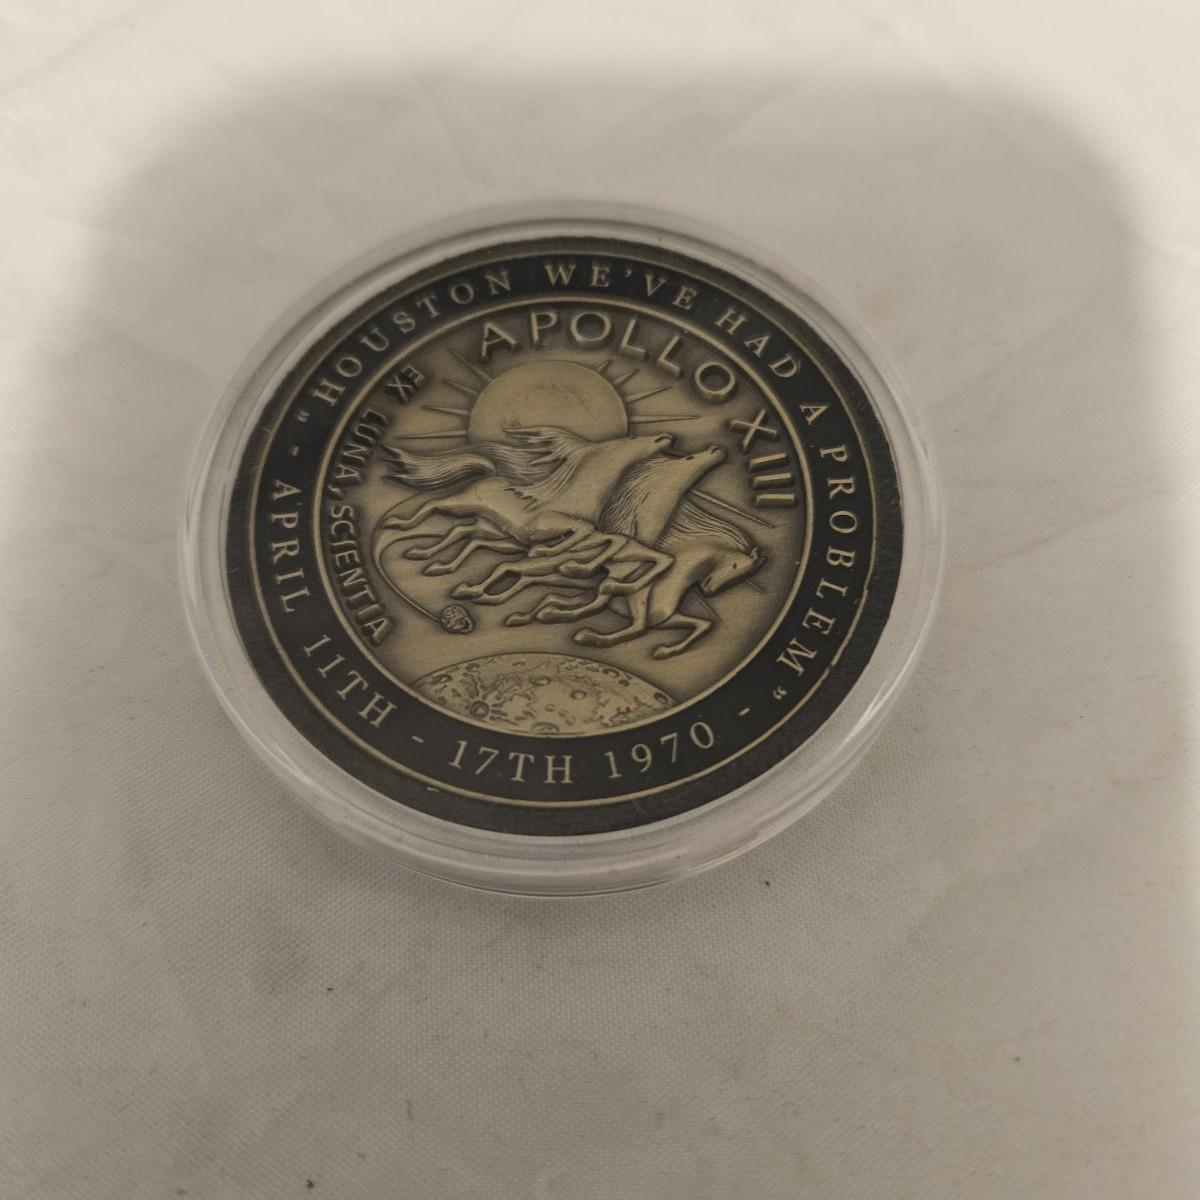 “HOUSTON WE'VE HAD A PROBLEM“
- APRIL 11TH - 17TH 1970 -
APOLLO XIII
EX LUNA, SCIENTIA